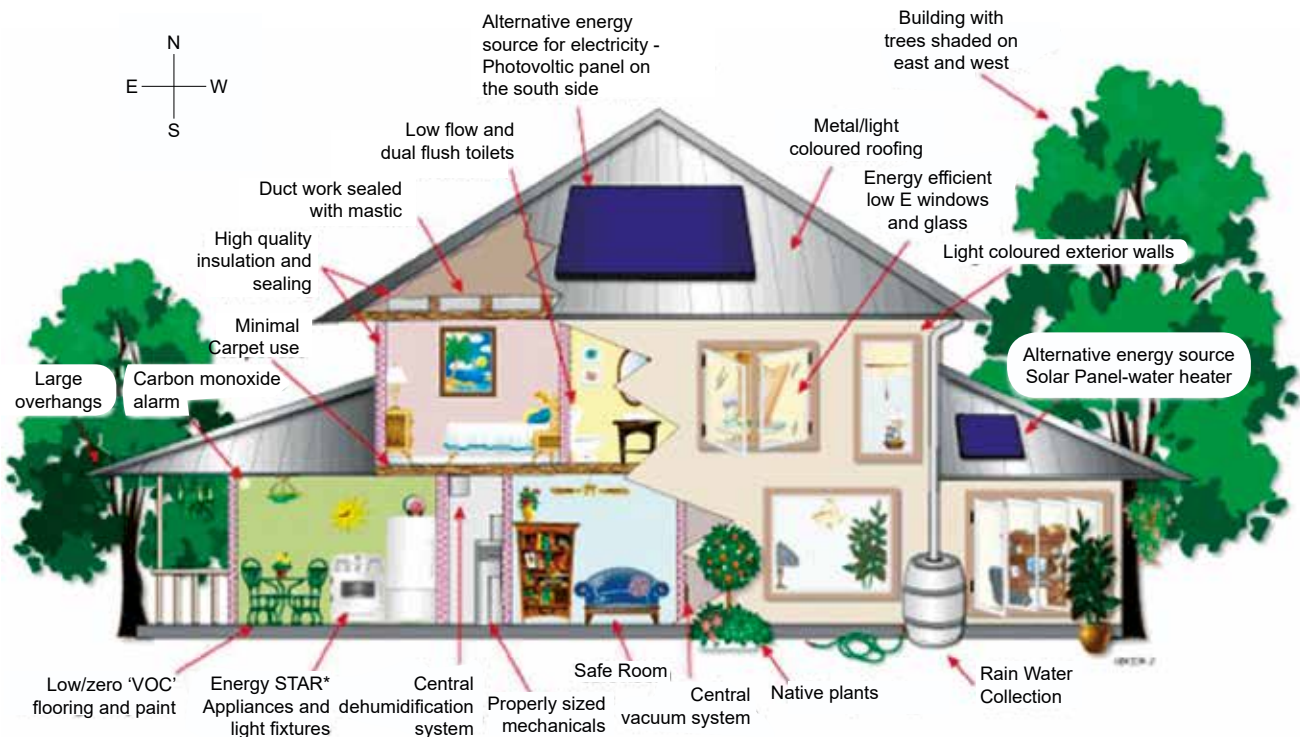 N
E
W
S
Alternative energy
source for electricity -
Photovoltic panel on
the south side
Building with
trees shaded on
east and west
Low flow and
dual flush toilets
Metal/light
coloured roofing
Duct work sealed
with mastic
Energy efficient
low E windows
and glass
High quality
insulation and
sealing
Light coloured exterior walls
Minimal
Carpet use
Alternative energy source
Solar Panel-water heater
Large
overhangs
Carbon monoxide
alarm
Low/zero ‘VOC’
flooring and paint
Energy STAR*
Appliances and
light fixtures
Central
dehumidification
system
Properly sized
mechanicals
Safe Room
Central
vacuum system
Native plants
Rain Water
Collection